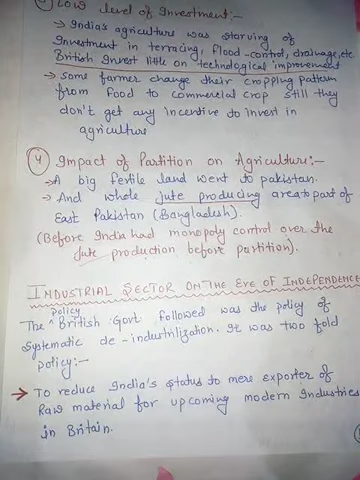 Low level of Investment:-
→ India's agriculture was starving of
Investment in terracing, flood-control, drainage, etc
British Invest little on technological improvement
→ Some farmer change their cropping pattern
from food to commercial crop still they
don't get any incentive to invest in
agriculture
4 Impact of Partition on Agriculture:-
→ A big fertile land went to pakistan.
→ And whole jute producing area to part of
East Pakistan (Bangladesh).
(Before India had monopoly control over the
jute production before partition).
INDUSTRIAL SECTOR ON THE EVE OF INDEPENDENCE
policy
The ^ British Govt followed was the policy of
systematic de-industrilization. It was two fold
policy:-
→ To reduce India's status to mere exporter of
Raw material for upcoming modern Industries
in Britain.